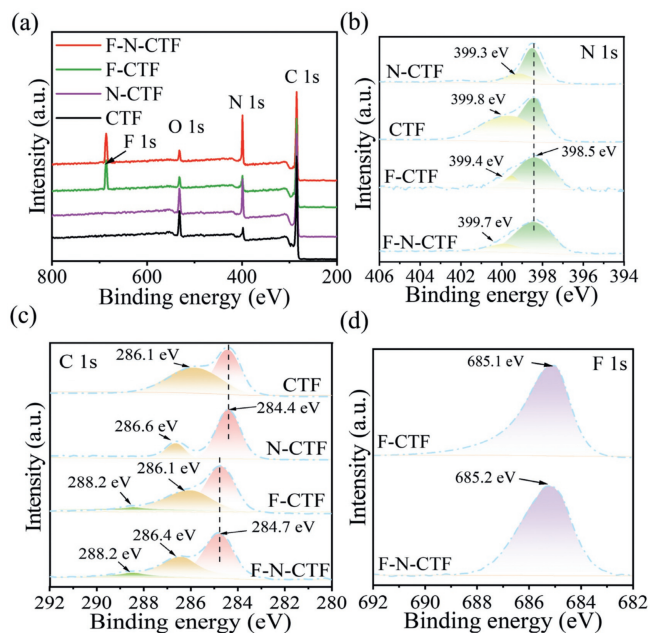 (a)
F-N-CTF
F-CTF
N-CTF
CTF
F 1s
O 1s
N 1s
C 1s
Intensity (a.u.)
800 600 400 200
Binding energy (eV)
(b)
N 1s
399.3 eV
N-CTF
399.8 eV
CTF
398.5 eV
399.4 eV
F-CTF
399.7 eV
F-N-CTF
Intensity (a.u.)
406 404 402 400 398 396 394
Binding energy (eV)
(c)
C 1s
286.1 eV
CTF
284.4 eV
286.6 eV
N-CTF
286.1 eV
288.2 eV
F-CTF
284.7 eV
286.4 eV
288.2 eV
F-N-CTF
Intensity (a.u.)
292 290 288 286 284 282 280
Binding energy (eV)
(d)
F 1s
685.1 eV
F-CTF
685.2 eV
F-N-CTF
Intensity (a.u.)
692 690 688 686 684 682
Binding energy (eV)